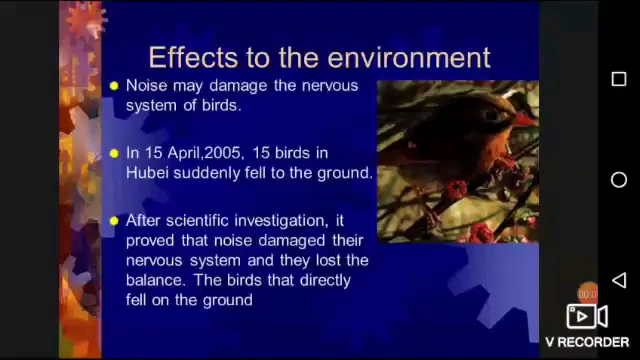 Effects to the environment
Noise may damage the nervous
system of birds.
In 15 April,2005, 15 birds in
Hubei suddenly fell to the ground.
After scientific investigation, it
proved that noise damaged their
nervous system and they lost the
balance. The birds that directly
fell on the ground
V RECORDER